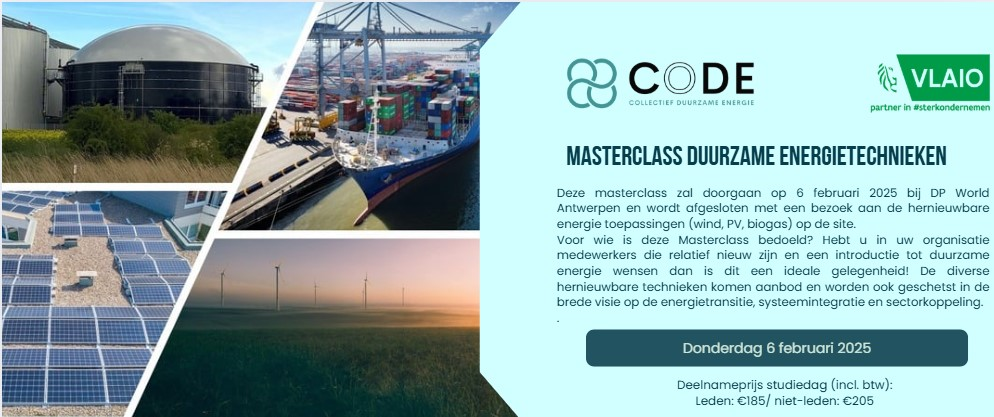 CODE
COLLECTIEF DUURZAME ENERGIE
VLAIO
partner in #sterkondernemen
MASTERCLASS DUURZAME ENERGIETECHNIEKEN
Deze masterclass zal doorgaan op 6 februari 2025 bij DP World
Antwerpen en wordt afgesloten met een bezoek aan de hernieuwbare
energie toepassingen (wind, PV, biogas) op de site.
Voor wie is deze Masterclass bedoeld? Hebt u in uw organisatie
medewerkers die relatief nieuw zijn en een introductie tot duurzame
energie wensen dan is dit een ideale gelegenheid! De diverse
hernieuwbare technieken komen aanbod en worden ook geschetst in de
brede visie op de energietransitie, systeemintegratie en sectorkoppeling.
.
Donderdag 6 februari 2025
Deelnameprijs studiedag (incl. btw):
Leden: €185/ niet-leden: €205